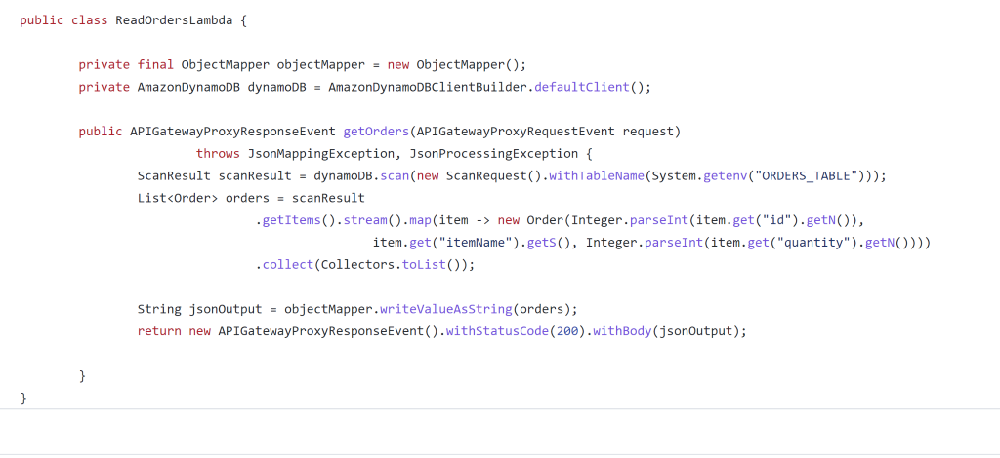 public class ReadOrdersLambda {
private final ObjectMapper objectMapper = new ObjectMapper();
private AmazonDynamoDB dynamoDB = AmazonDynamoDBClientBuilder.defaultClient();
public APIGatewayProxyResponseEvent getOrders(APIGatewayProxyRequestEvent request)
throws JsonMappingException, JsonProcessingException {
ScanResult scanResult = dynamoDB.scan(new ScanRequest().withTableName(System.getenv("ORDERS_TABLE")));
List<Order> orders = scanResult
.getItems().stream().map(item -> new Order(Integer.parseInt(item.get("id").getN()),
item.get("itemName").getS(), Integer.parseInt(item.get("quantity").getN())))
.collect(Collectors.toList());
String jsonOutput = objectMapper.writeValueAsString(orders);
return new APIGatewayProxyResponseEvent().withStatusCode(200).withBody(jsonOutput);
}
}